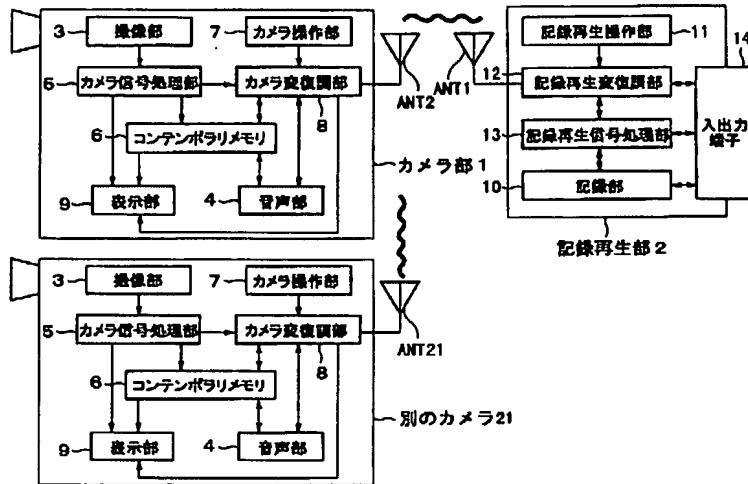 3 撮像部
7 カメラ操作部
5 カメラ信号処理部
カメラ変復調部 8
6 コンテンポラリメモリ
9 表示部
4 音声部
カメラ部1
ANT2
ANT1
記録再生操作部 11
12 記録再生変復調部
13 記録再生信号処理部
10 記録部
14
入出力
端子
記録再生部2
3 撮像部
7 カメラ操作部
5 カメラ信号処理部
カメラ変復調部 8
6 コンテンポラリメモリ
9 表示部
4 音声部
ANT21
別のカメラ21